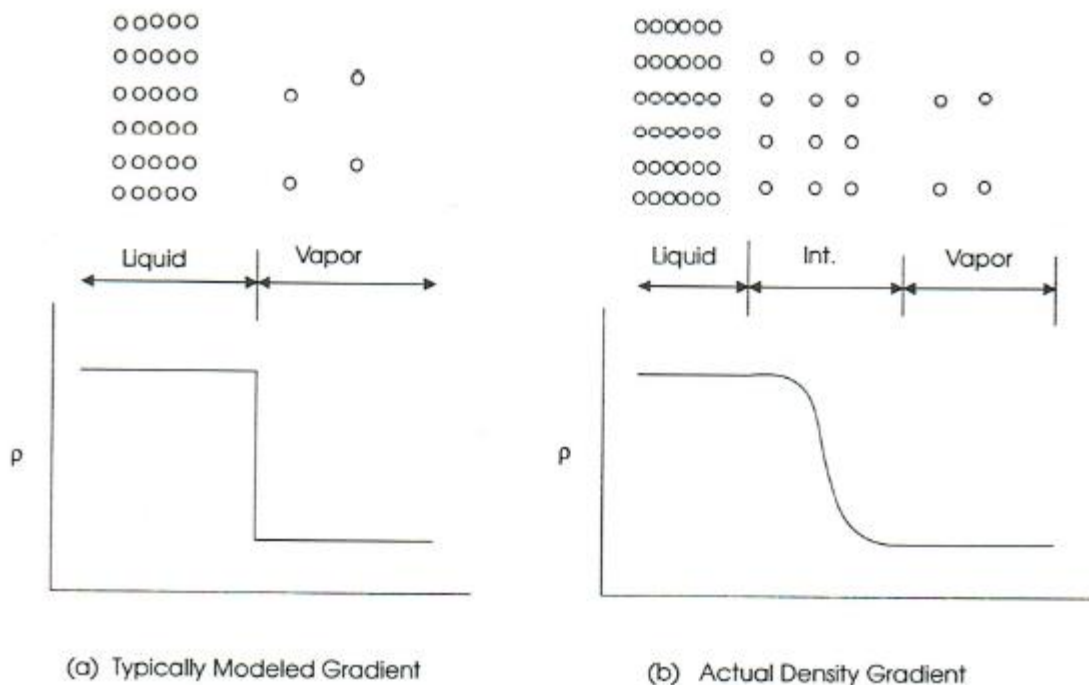 Liquid Vapor
Liquid Int. Vapor
ρ
ρ
(a) Typically Modeled Gradient
(b) Actual Density Gradient